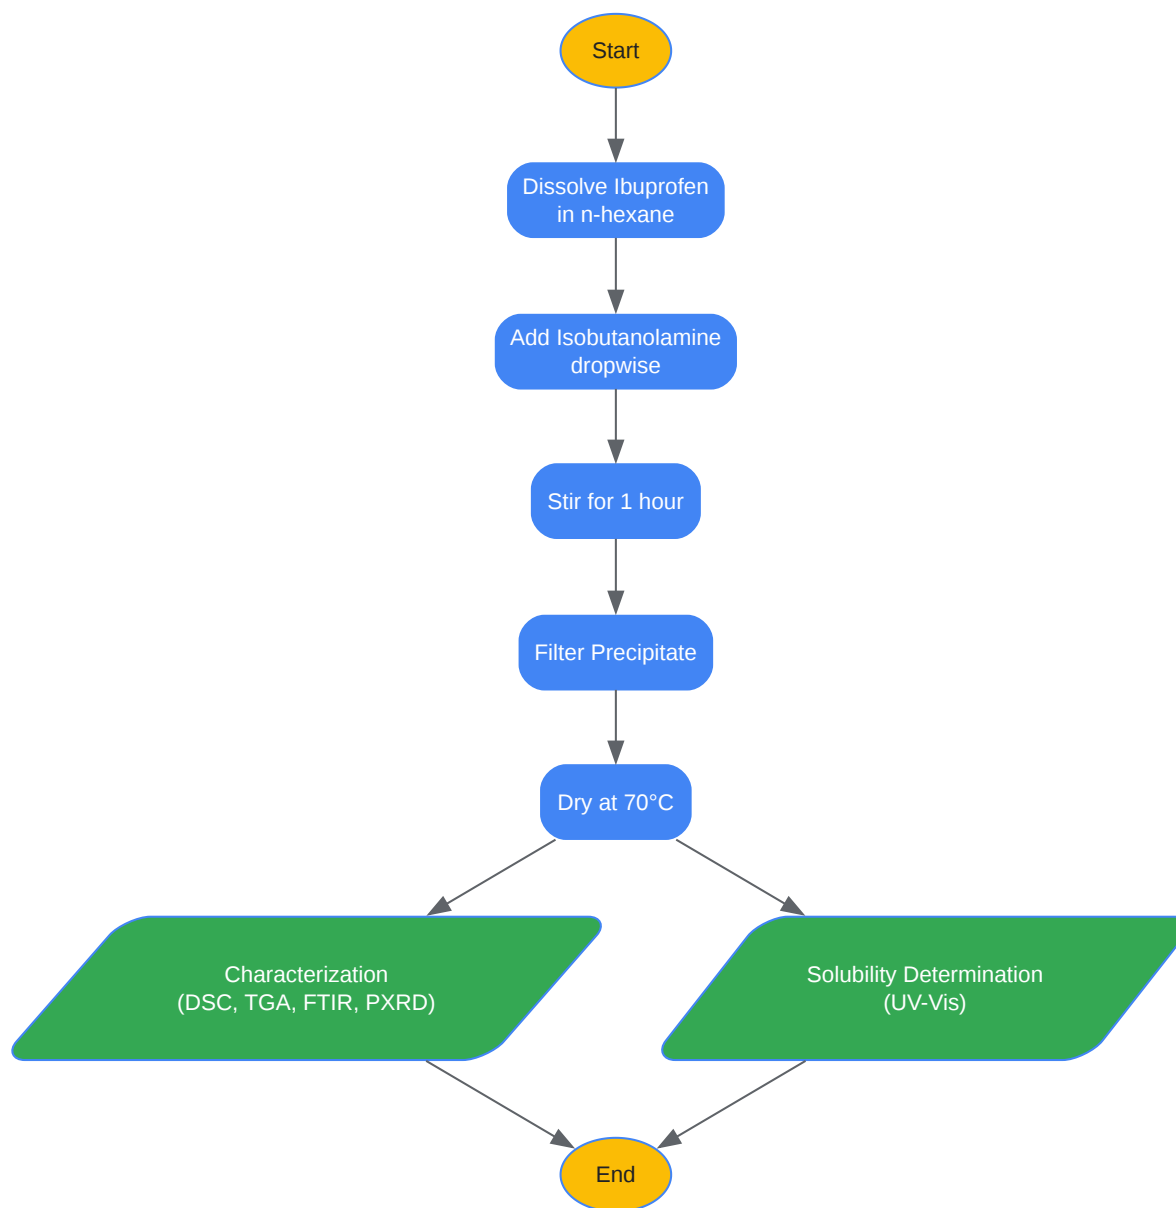 Start
Dissolve Ibuprofen
in n-hexane
Add Isobutanolamine
dropwise
Stir for 1 hour
Filter Precipitate
Dry at 70°C
Characterization
(DSC, TGA, FTIR, PXRD)
Solubility Determination
(UV-Vis)
End